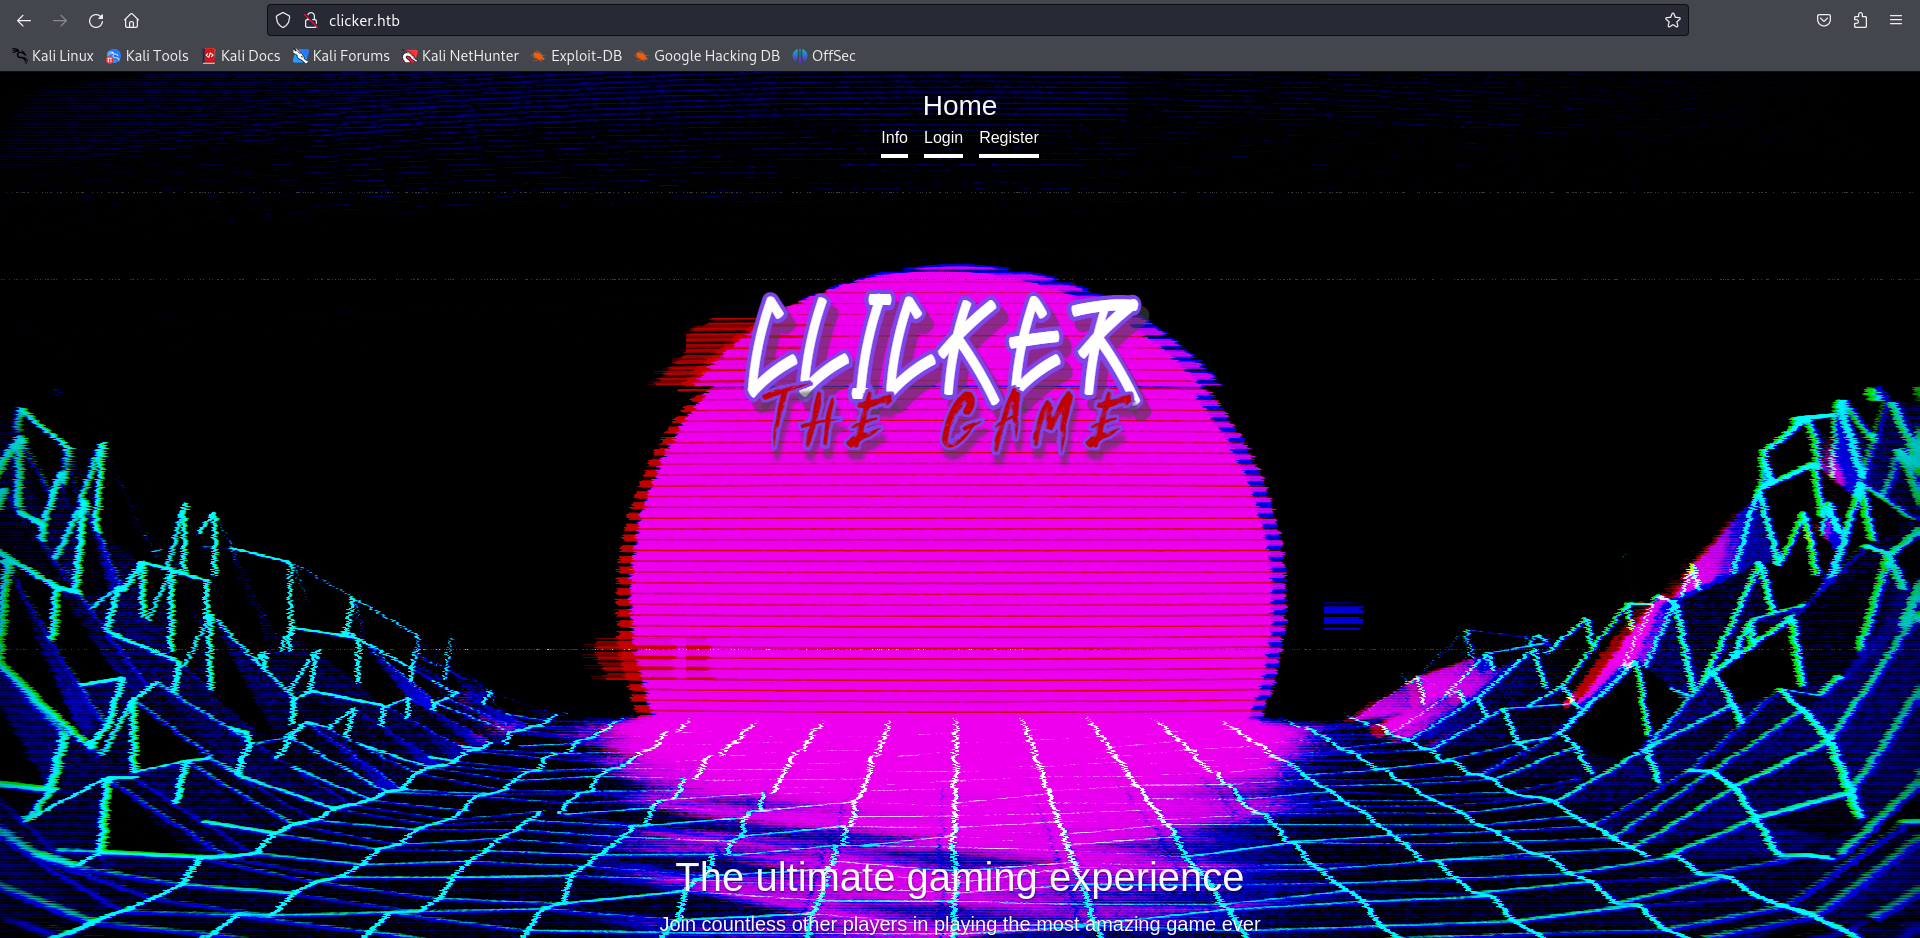 clicker.htb
Kali Linux Kali Tools Kali Docs Kali Forums Kali NetHunter Exploit-DB Google Hacking DB OffSec
Home
Info Login Register
CLICKER
THE GAME
The ultimate gaming experience
Join countless other players in playing the most amazing game ever